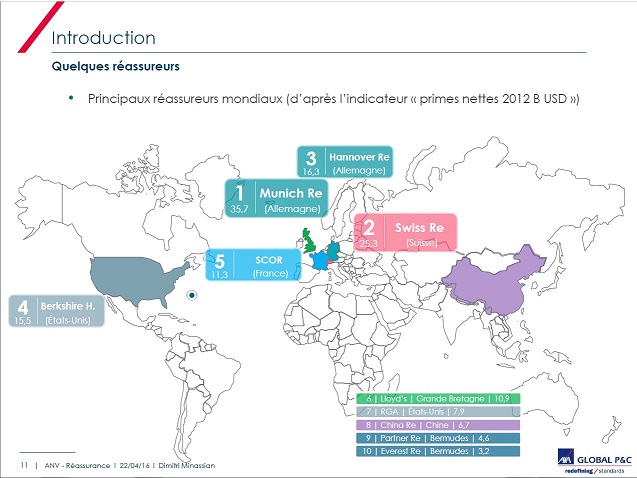 Introduction
Quelques réassureurs
• Principaux réassureurs mondiaux (d'après l'indicateur « primes nettes 2012 B USD »)
3 Hannover Re
16,3 (Allemagne)
1 Munich Re
35,7 (Allemagne)
2 Swiss Re
25,3 (Suisse)
5 SCOR
11,3 (France)
4 Berkshire H.
15,5 (États-Unis)
6 | Lloyd's | Grande Bretagne | 10,9
7 | RGA | États-Unis | 7,9
8 | China Re | Chine | 6,7
9 | Partner Re | Bermudes | 4,6
10 | Everest Re | Bermudes | 3,2
11 | ANV - Réassurance I 22/04/16 I Dimitri Minassian
AXA GLOBAL P&C
redefining / standards